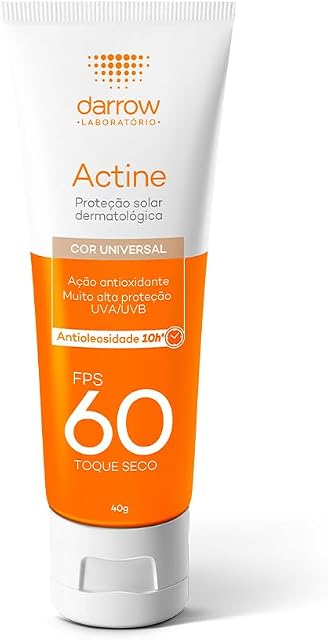 darrow
•LABORATÓRIO•
Actine
Proteção solar
dermatológica
COR UNIVERSAL
Ação antioxidante
Muito alta proteção
UVA/UVB
Antioleosidade 10h*
FPS
60
TOQUE SECO
40g